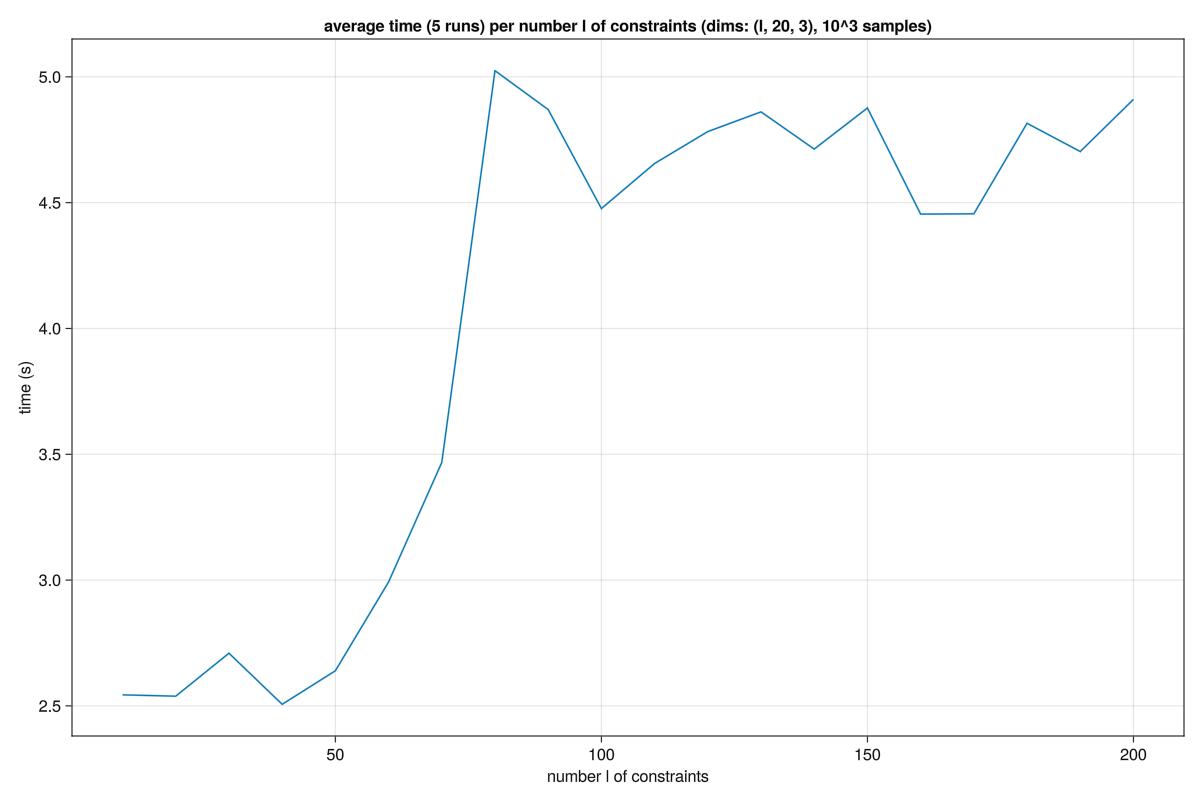 average time (5 runs) per number l of constraints (dims: (l, 20, 3), 10^3 samples)
5.0
4.5
4.0
3.5
3.0
2.5
time (s)
50 100 150 200
number l of constraints